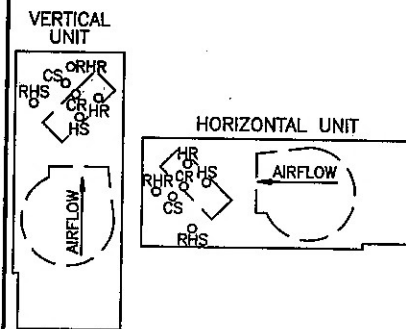 VERTICAL
UNIT
RHR
CS
RHS
CR
HR
HS
AIRFLOW
HORIZONTAL UNIT
HR
CR
HS
RHR
CS
RHS
AIRFLOW